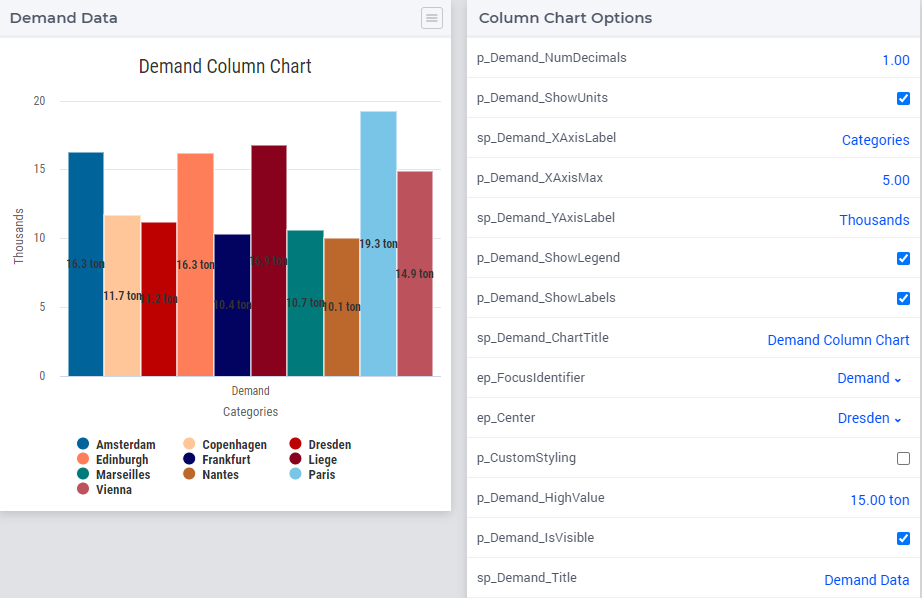 Demand Data
Demand Column Chart
20
15
10
5
0
Thousands
16.3 ton
11.7 ton
11.2 ton
16.3 ton
10.4 ton
16.9 ton
10.7 ton
10.1 ton
19.3 ton
14.9 ton
Demand
Categories
Amsterdam Copenhagen Dresden
Edinburgh Frankfurt Liege
Marseilles Nantes Paris
Vienna
Column Chart Options
p_Demand_NumDecimals 1.00
p_Demand_ShowUnits
sp_Demand_XAxisLabel Categories
p_Demand_XAxisMax 5.00
sp_Demand_YAxisLabel Thousands
p_Demand_ShowLegend
p_Demand_ShowLabels
sp_Demand_ChartTitle Demand Column Chart
ep_FocusIdentifier Demand
ep_Center Dresden
p_CustomStyling
p_Demand_HighValue 15.00 ton
p_Demand_IsVisible
sp_Demand_Title Demand Data